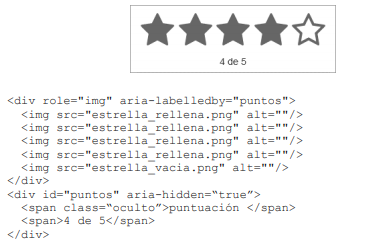 4 de 5
<div role="img" aria-labelledby="puntos">
<img src="estrella_rellena.png" alt=""/>
<img src="estrella_rellena.png" alt=""/>
<img src="estrella_rellena.png" alt=""/>
<img src="estrella_rellena.png" alt=""/>
<img src="estrella_vacia.png" alt=""/>
</div>
<div id="puntos" aria-hidden=“true”>
<span class=“oculto”>puntuación </span>
<span>4 de 5</span>
</div>